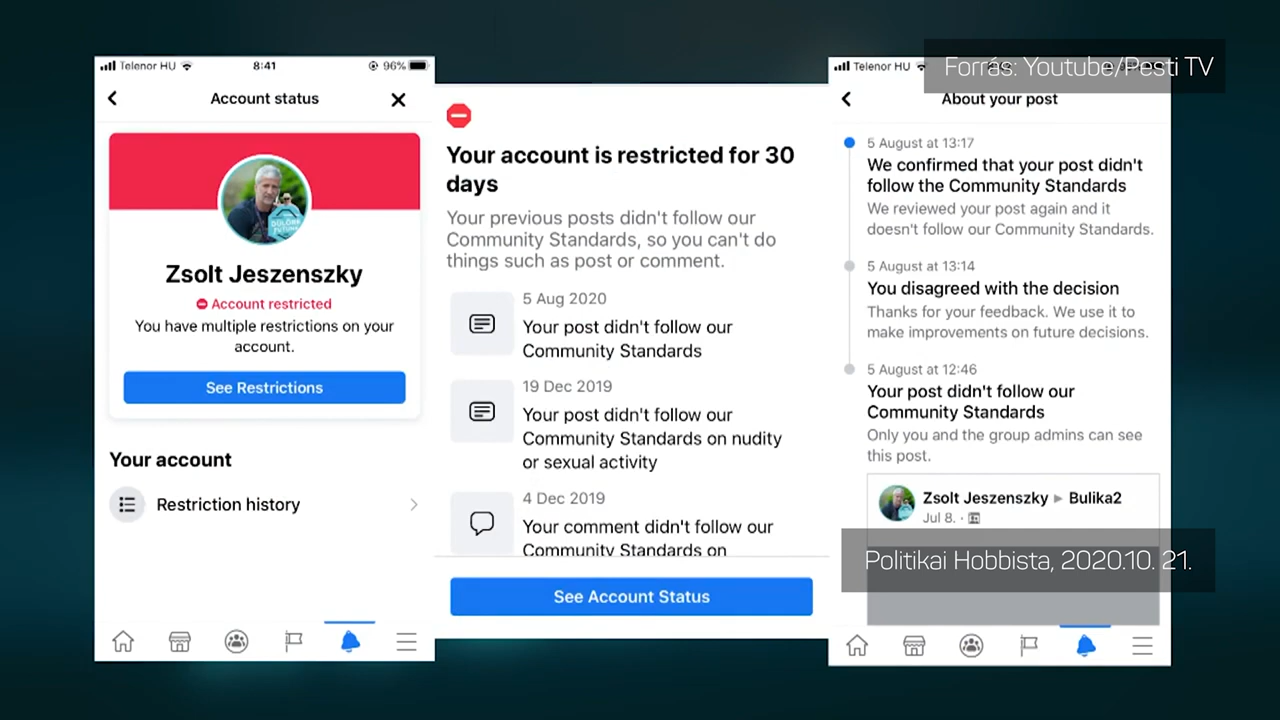 Telenor HU
8:41
96%
Account status
Zsolt Jeszenszky
Account restricted
You have multiple restrictions on your
account.
See Restrictions
Your account
Restriction history
Your account is restricted for 30
days
Your previous posts didn't follow our
Community Standards, so you can't do
things such as post or comment.
5 Aug 2020
Your post didn't follow our
Community Standards
19 Dec 2019
Your post didn't follow our
Community Standards on nudity
or sexual activity
4 Dec 2019
Your comment didn't follow our
Community Standards on
See Account Status
Telenor HU
Forrás: Youtube/Pesti TV
About your post
5 August at 13:17
We confirmed that your post didn't
follow the Community Standards
We reviewed your post again and it
doesn't follow our Community Standards.
5 August at 13:14
You disagreed with the decision
Thanks for your feedback. We use it to
make improvements on future decisions.
5 August at 12:46
Your post didn't follow our
Community Standards
Only you and the group admins can see
this post.
Zsolt Jeszenszky ▸ Bulika2
Jul 8. ·
Politikai Hobbista, 2020.10. 21.